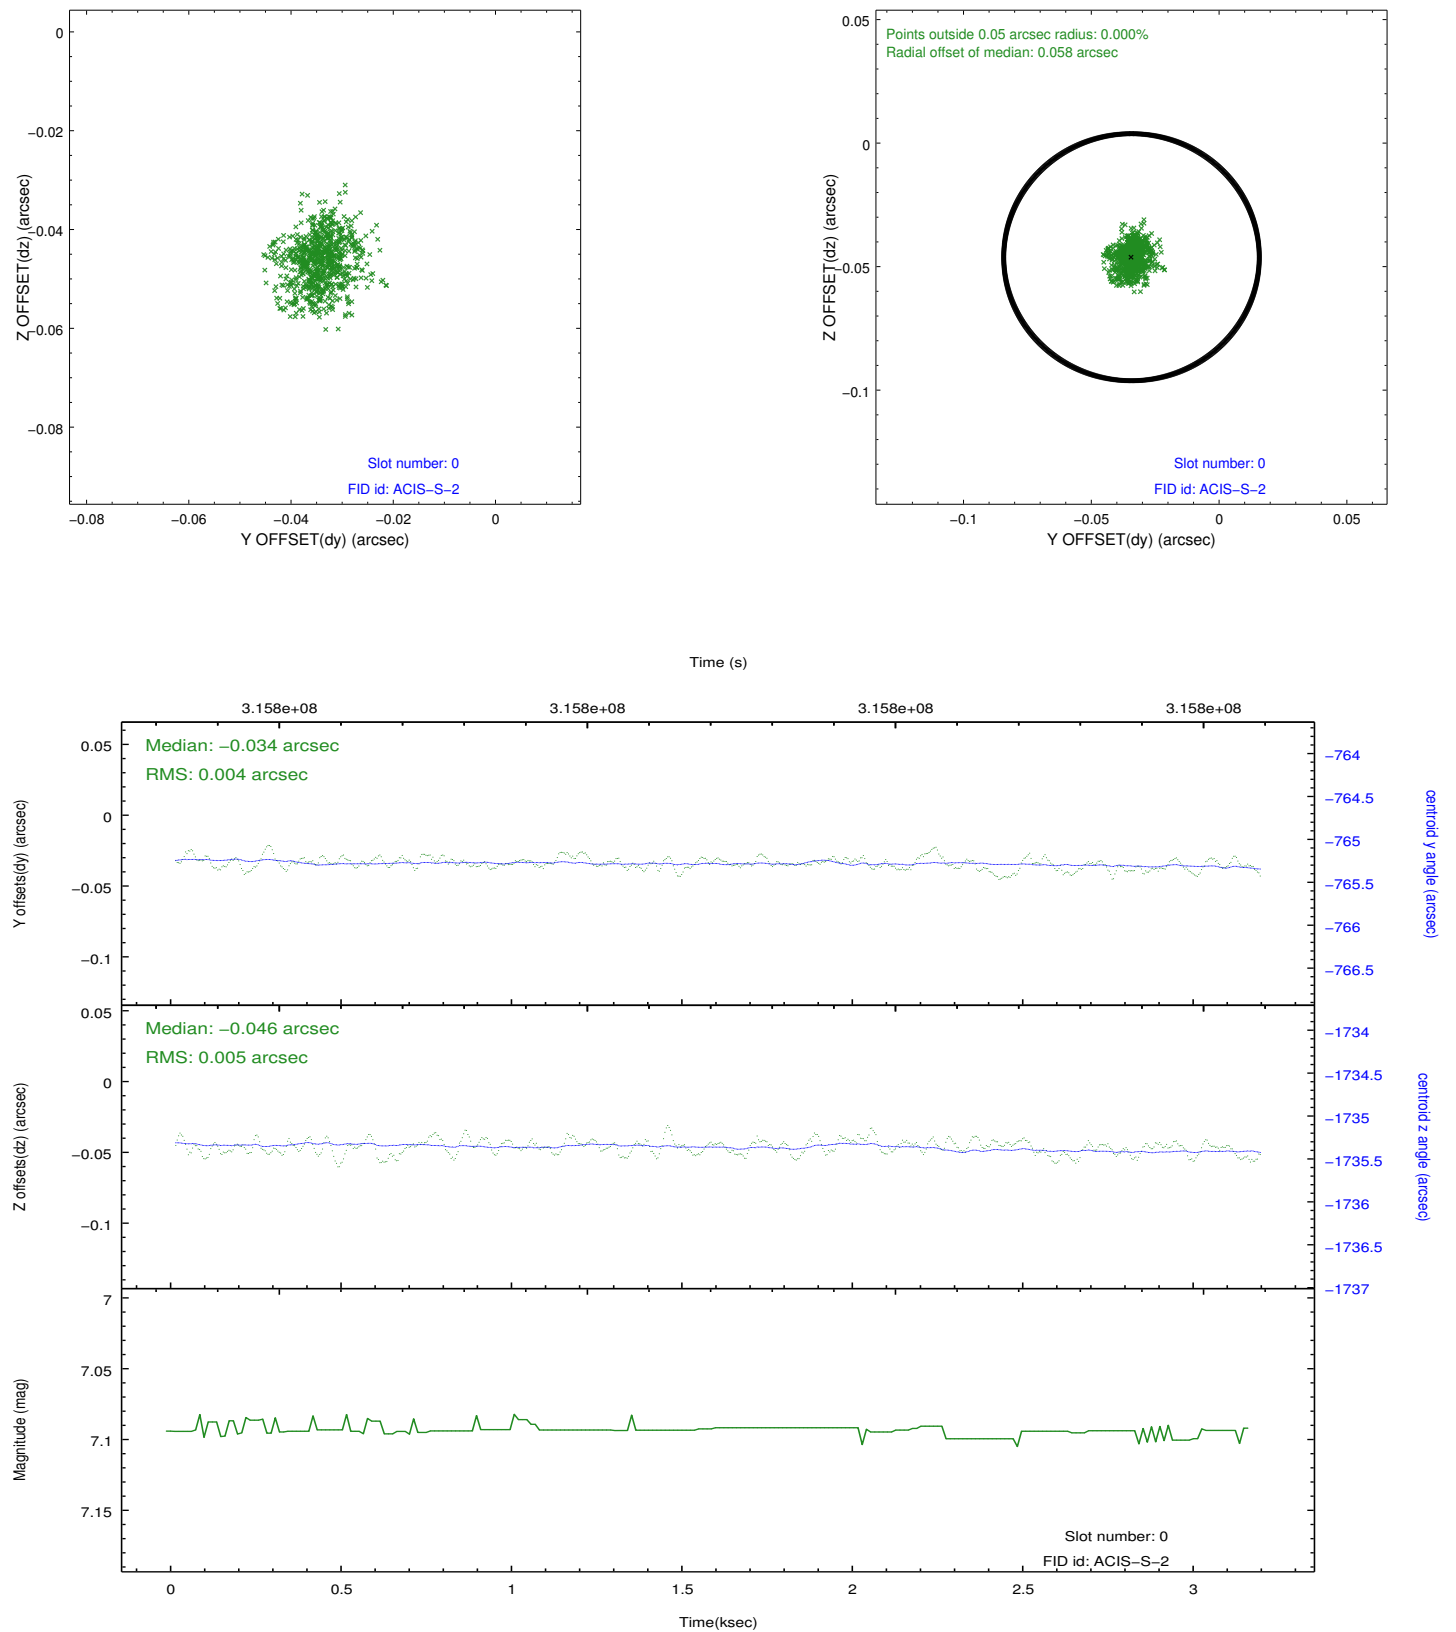 0
−0.02
−0.04
−0.06
−0.08
Z OFFSET(dz) (arcsec)
Slot number: 0
FID id: ACIS−S−2
−0.08
−0.06
−0.04
−0.02
0
Y OFFSET(dy) (arcsec)
0.05
0
−0.05
−0.1
Z OFFSET(dz) (arcsec)
Points outside 0.05 arcsec radius: 0.000%
Radial offset of median: 0.058 arcsec
Slot number: 0
FID id: ACIS−S−2
−0.1
−0.05
0
0.05
Y OFFSET(dy) (arcsec)
Time (s)
3.158e+08
3.158e+08
3.158e+08
3.158e+08
Median: −0.034 arcsec
RMS: 0.004 arcsec
0.05
0
−0.05
−0.1
Y offsets(dy) (arcsec)
−764
−764.5
−765
−765.5
−766
−766.5
centroid y angle (arcsec)
Median: −0.046 arcsec
RMS: 0.005 arcsec
0.05
0
−0.05
−0.1
Z offsets(dz) (arcsec)
−1734
−1734.5
−1735
−1735.5
−1736
−1736.5
−1737
centroid z angle (arcsec)
7
7.05
7.1
7.15
Magnitude (mag)
Slot number: 0
FID id: ACIS−S−2
0
0.5
1
1.5
2
2.5
3
Time(ksec)